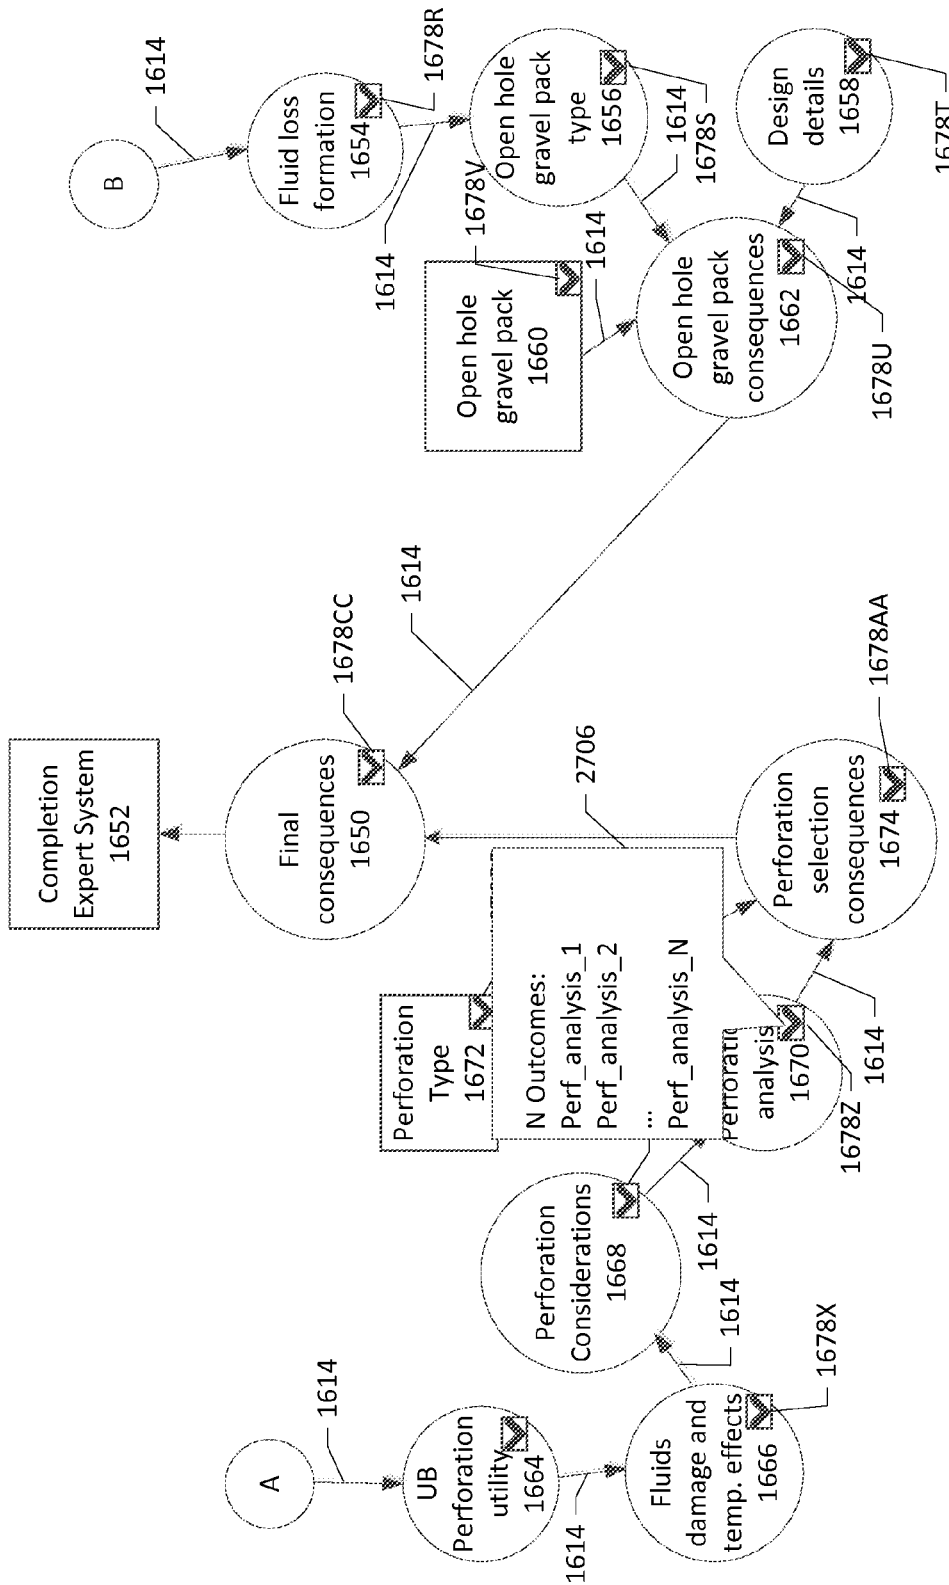 A
1614
UB
Perforation
utility
1664
1614
Fluids
damage and
temp. effects
1666
1678X
1614
Perforation
Considerations
1668
1614
Perforation
Type
1672
N Outcomes:
Perf_analysis_1
Perf_analysis_2
...
Perf_analysis_N
2706
analysis
1670
1678Z
1614
Perforation
selection
consequences
1674
1678AA
Completion
Expert System
1652
Final
consequences
1650
1678CC
1614
Open hole
gravel pack
1660
1678V
1614
Open hole
gravel pack
consequences
1662
1678U
1614
B
1614
Fluid loss
formation
1654
1678R
1614
Open hole
gravel pack
type
1656
1614
1678S
Design
details
1658
1678T